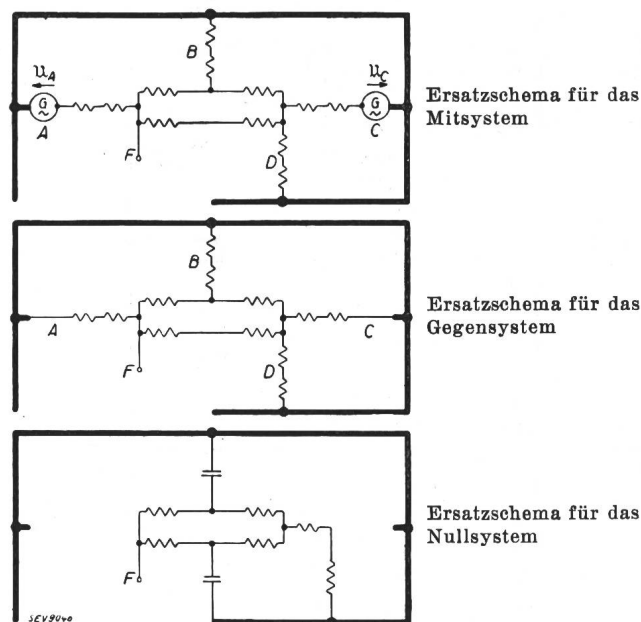 B
𝔘A
𝔘C
G
~
A
G
~
C
F
D
Ersatzschema für das
Mitsystem
B
A
C
F
D
Ersatzschema für das
Gegensystem
F
Ersatzschema für das
Nullsystem
SEV9040